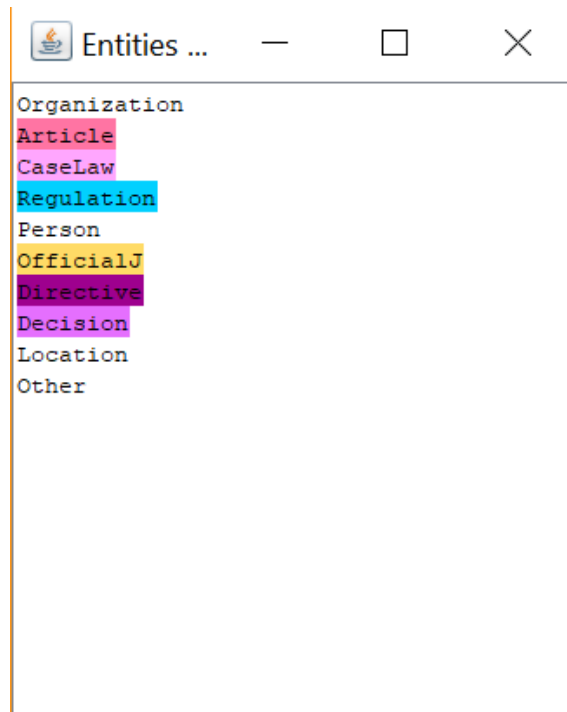 Entities ...
Organization
Article
CaseLaw
Regulation
Person
OfficialJ
Directive
Decision
Location
Other